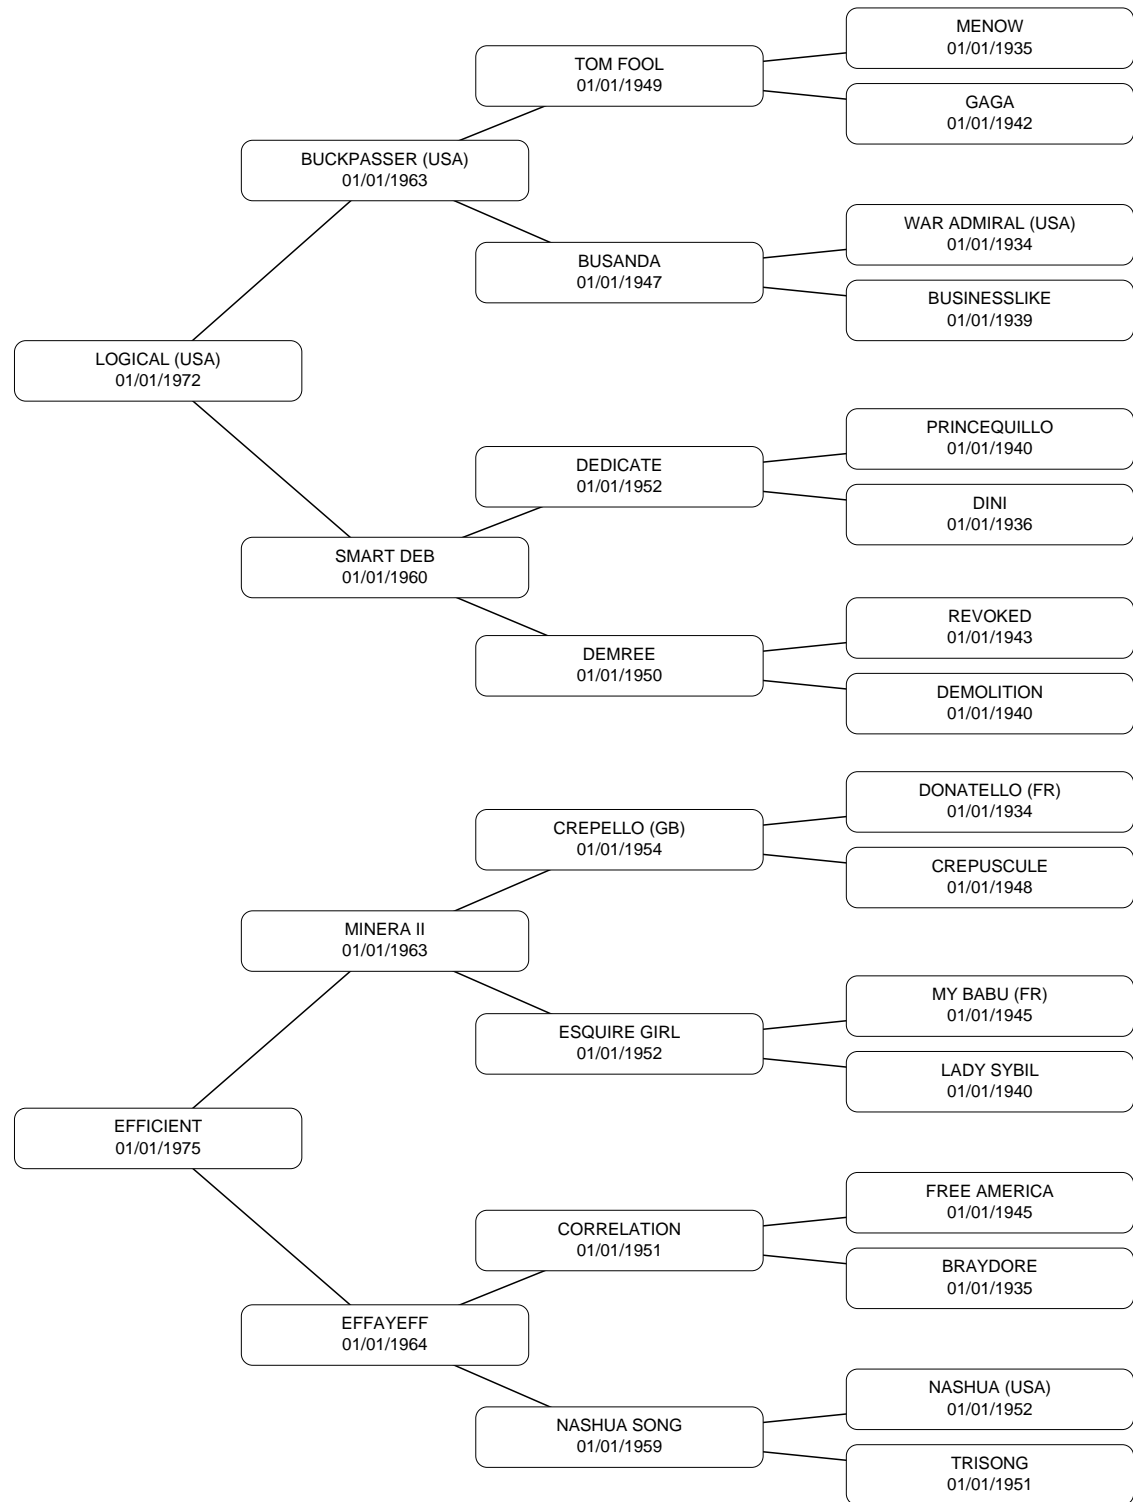 MENOW
01/01/1935
TOM FOOL
01/01/1949
GAGA
01/01/1942
BUCKPASSER (USA)
01/01/1963
WAR ADMIRAL (USA)
01/01/1934
BUSANDA
01/01/1947
BUSINESSLIKE
01/01/1939
LOGICAL (USA)
01/01/1972
PRINCEQUILLO
01/01/1940
DEDICATE
01/01/1952
DINI
01/01/1936
SMART DEB
01/01/1960
REVOKED
01/01/1943
DEMREE
01/01/1950
DEMOLITION
01/01/1940
DONATELLO (FR)
01/01/1934
CREPELLO (GB)
01/01/1954
CREPUSCULE
01/01/1948
MINERA II
01/01/1963
MY BABU (FR)
01/01/1945
ESQUIRE GIRL
01/01/1952
LADY SYBIL
01/01/1940
EFFICIENT
01/01/1975
FREE AMERICA
01/01/1945
CORRELATION
01/01/1951
BRAYDORE
01/01/1935
EFFAYEFF
01/01/1964
NASHUA (USA)
01/01/1952
NASHUA SONG
01/01/1959
TRISONG
01/01/1951